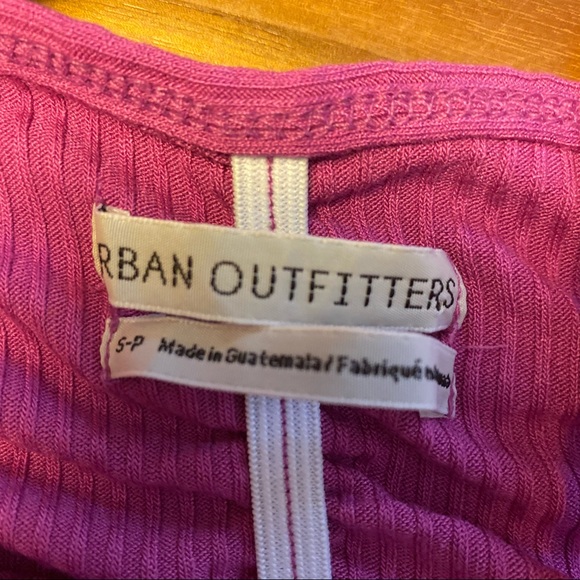 RBAN OUTFITTERS
S-P Made in Guatemala / Fabriqué